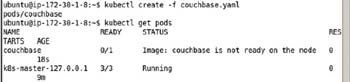 ubuntu@ip-172-30-1-8:~$ kubectl create -f couchbase.yaml
pods/couchbase
ubuntu@ip-172-30-1-8:~$ kubectl get pods
NAME READY STATUS RES
TARTS AGE
couchbase 0/1 Image: couchbase is not ready on the node 0
18s
k8s-master-127.0.0.1 3/3 Running 0
9m